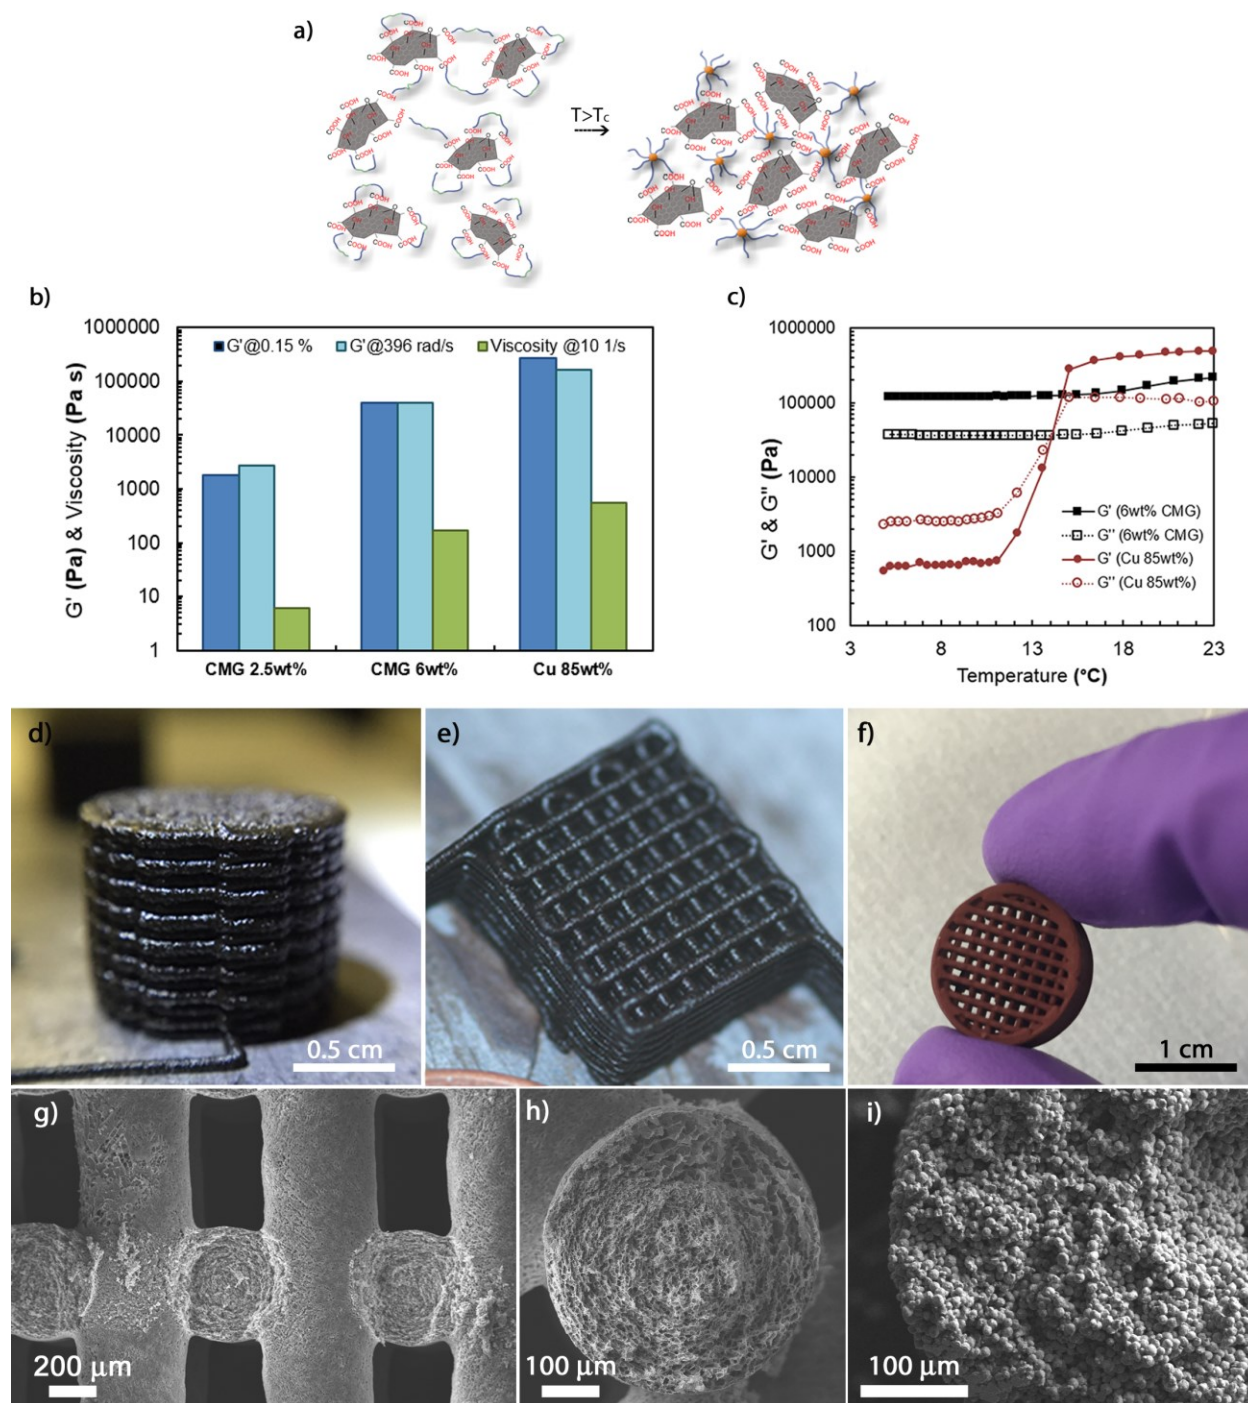 a)
T>Tc
COOH
OH
O
b)
G' (Pa) & Viscosity (Pa s)
1000000
100000
10000
1000
100
10
1
G'@0.15 %
G'@396 rad/s
Viscosity @10 1/s
CMG 2.5wt%
CMG 6wt%
Cu 85wt%
c)
G' & G'' (Pa)
1000000
100000
10000
1000
100
G' (6wt% CMG)
G'' (6wt% CMG)
G' (Cu 85wt%)
G'' (Cu 85wt%)
3
8
13
18
23
Temperature (°C)
d)
0.5 cm
e)
0.5 cm
f)
1 cm
g)
200 μm
h)
100 μm
i)
100 μm